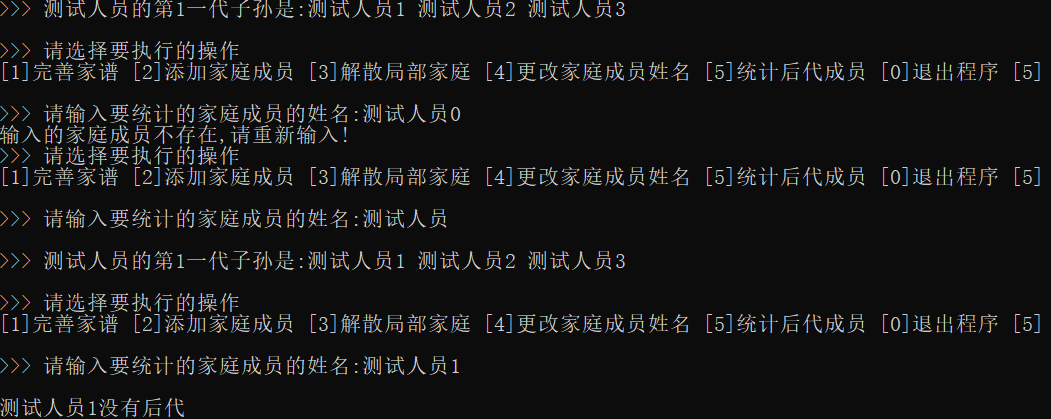 >>> 测试人员的第1一代子孙是:测试人员1 测试人员2 测试人员3
>>> 请选择要执行的操作
[1]完善家谱 [2]添加家庭成员 [3]解散局部家庭 [4]更改家庭成员姓名 [5]统计后代成员 [0]退出程序 [5]
>>> 请输入要统计的家庭成员的姓名:测试人员0
输入的家庭成员不存在,请重新输入!
>>> 请选择要执行的操作
[1]完善家谱 [2]添加家庭成员 [3]解散局部家庭 [4]更改家庭成员姓名 [5]统计后代成员 [0]退出程序 [5]
>>> 请输入要统计的家庭成员的姓名:测试人员
>>> 测试人员的第1一代子孙是:测试人员1 测试人员2 测试人员3
>>> 请选择要执行的操作
[1]完善家谱 [2]添加家庭成员 [3]解散局部家庭 [4]更改家庭成员姓名 [5]统计后代成员 [0]退出程序 [5]
>>> 请输入要统计的家庭成员的姓名:测试人员1
测试人员1没有后代